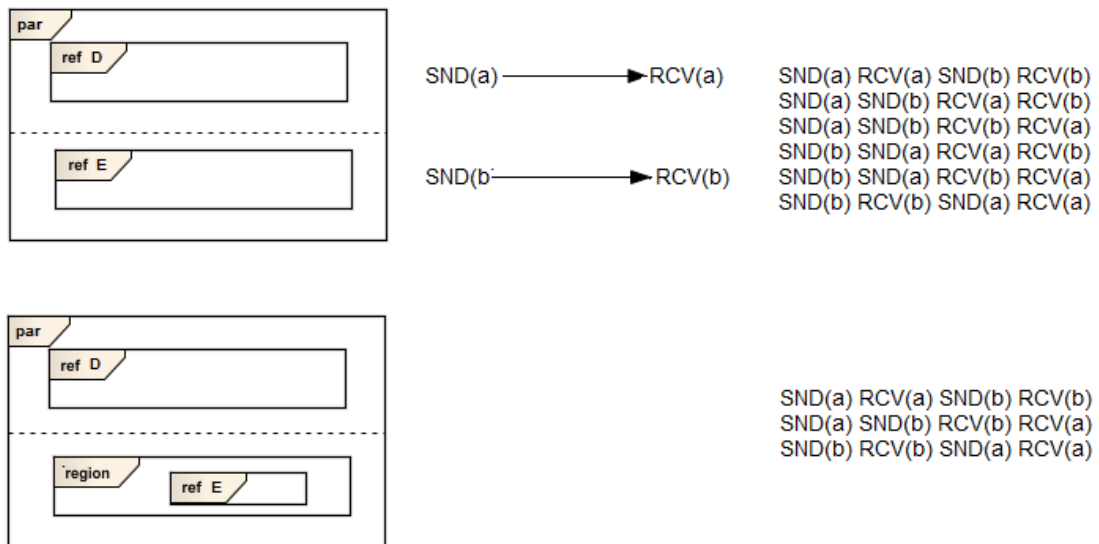 par
ref D
SND(a) RCV(a)
ref E
SND(b RCV(b)
SND(a) RCV(a) SND(b) RCV(b)
SND(a) SND(b) RCV(a) RCV(b)
SND(a) SND(b) RCV(b) RCV(a)
SND(b) SND(a) RCV(a) RCV(b)
SND(b) SND(a) RCV(b) RCV(a)
SND(b) RCV(b) SND(a) RCV(a)
par
ref D
region
ref E
SND(a) RCV(a) SND(b) RCV(b)
SND(a) SND(b) RCV(b) RCV(a)
SND(b) RCV(b) SND(a) RCV(a)